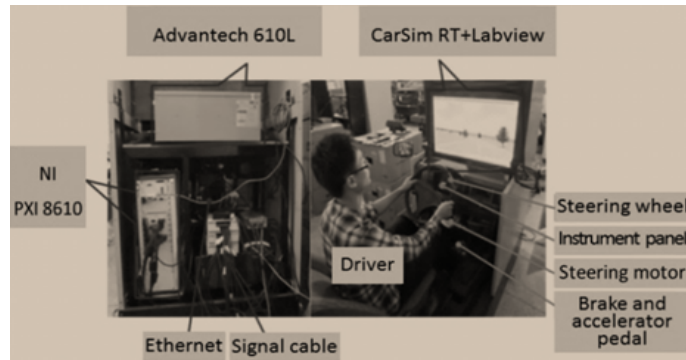 Advantech 610L
CarSim RT+Labview
NI
PXI 8610
Steering wheel
Instrument panel
Driver
Steering motor
Brake and
accelerator
pedal
Ethernet
Signal cable